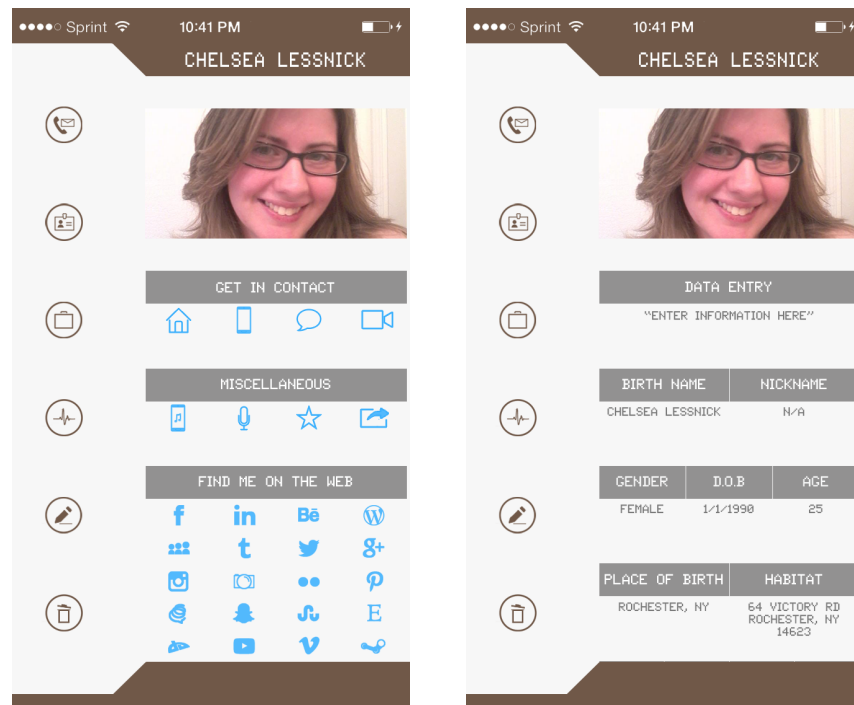 Sprint 10:41 PM
CHELSEA LESSNICK
GET IN CONTACT
MISCELLANEOUS
FIND ME ON THE WEB
f in Bē W
t 8+
E
Sprint 10:41 PM
CHELSEA LESSNICK
DATA ENTRY
"ENTER INFORMATION HERE"
BIRTH NAME NICKNAME
CHELSEA LESSNICK N/A
GENDER D.O.B AGE
FEMALE 1/1/1990 25
PLACE OF BIRTH HABITAT
ROCHESTER, NY 64 VICTORY RD
ROCHESTER, NY
14623